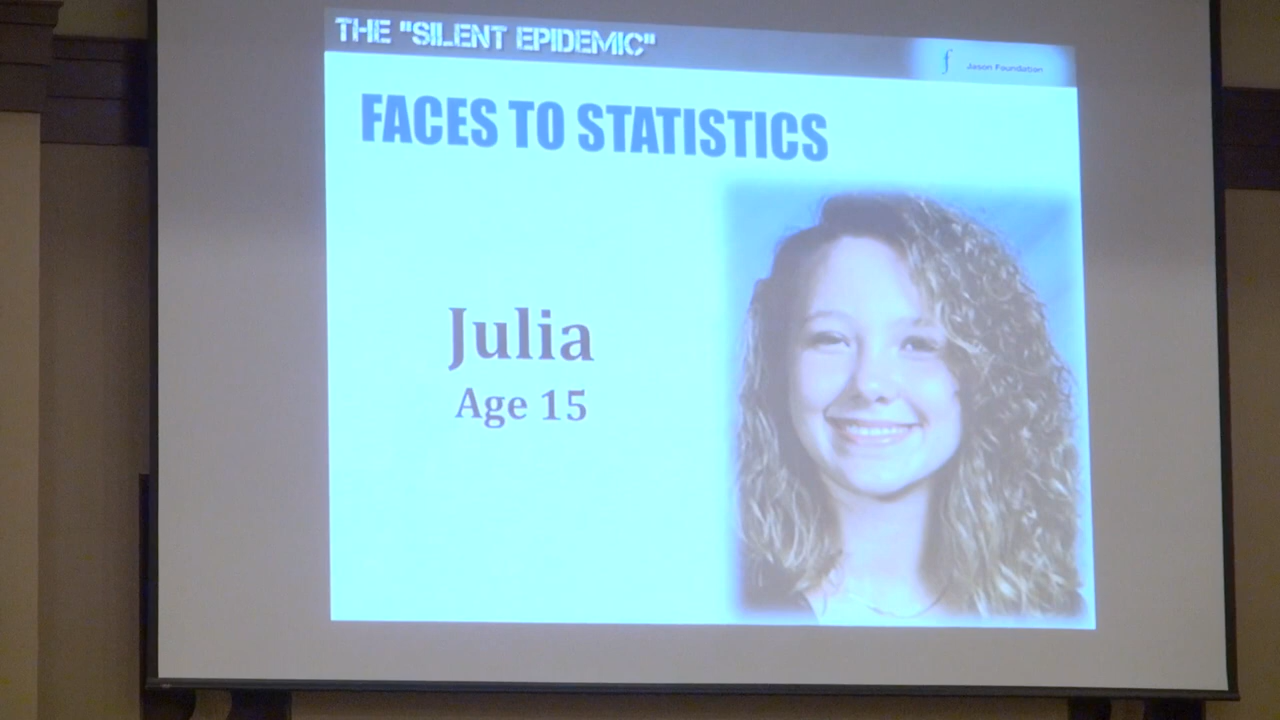 THE "SILENT EPIDEMIC"
Jason Foundation
FACES TO STATISTICS
Julia
Age 15